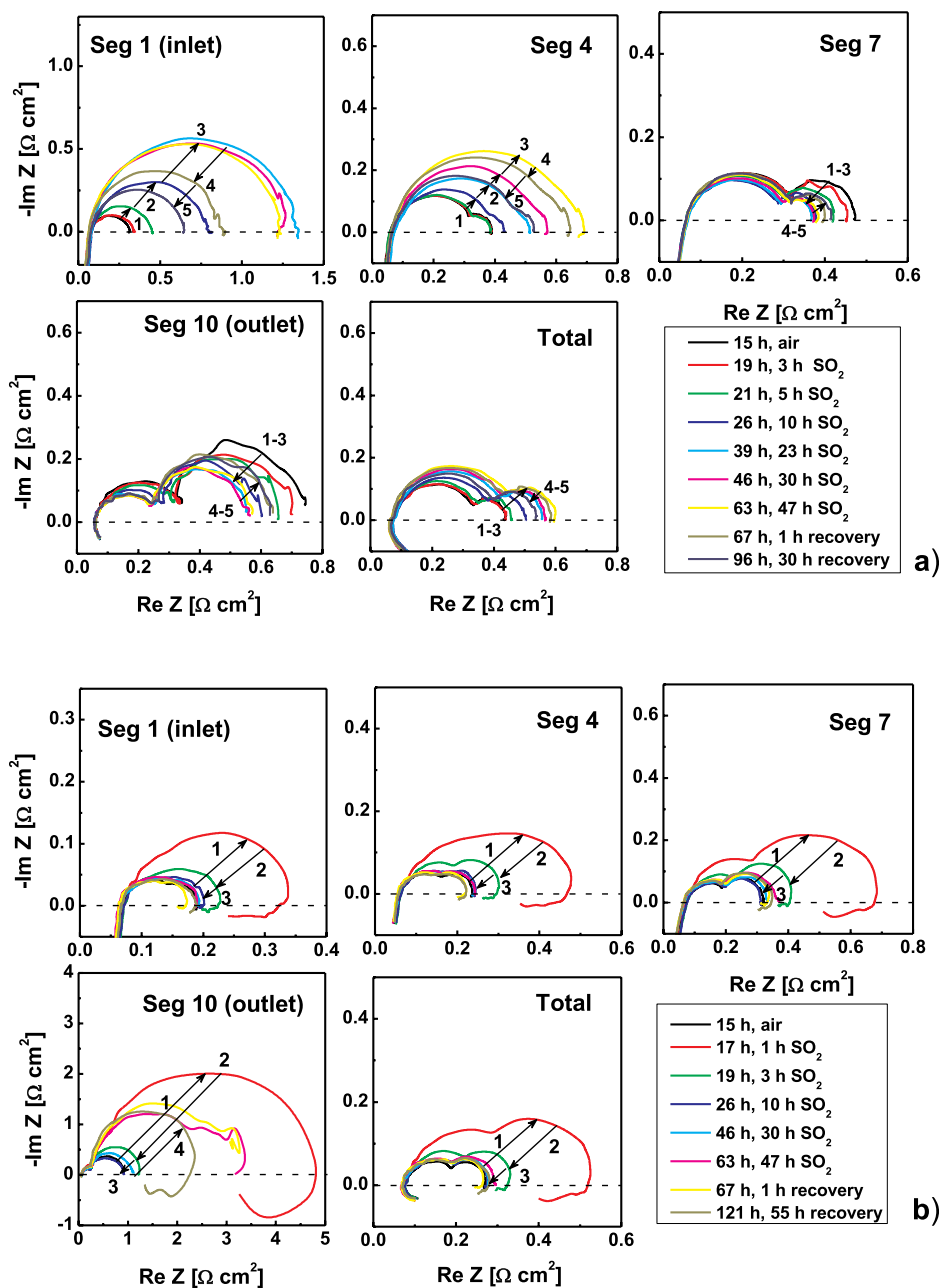 Seg 1 (inlet)
1.0
0.5
0.0
0.0 0.5 1.0 1.5
1
2
3
4
5
Seg 4
0.6
0.4
0.2
0.0
0.0 0.2 0.4 0.6
1
2
3
4
5
Seg 7
0.4
0.2
0.0
0.0 0.2 0.4 0.6
1-3
4-5
Re Z [Ω cm²]
-Im Z [Ω cm²]
Seg 10 (outlet)
0.6
0.4
0.2
0.0
0.0 0.2 0.4 0.6 0.8
1-3
4-5
Re Z [Ω cm²]
-Im Z [Ω cm²]
Total
0.6
0.4
0.2
0.0
0.0 0.2 0.4 0.6 0.8
1-3
4-5
Re Z [Ω cm²]
15 h, air
19 h, 3 h SO₂
21 h, 5 h SO₂
26 h, 10 h SO₂
39 h, 23 h SO₂
46 h, 30 h SO₂
63 h, 47 h SO₂
67 h, 1 h recovery
96 h, 30 h recovery
a)
Seg 1 (inlet)
0.3
0.2
0.1
0.0
0.0 0.1 0.2 0.3 0.4
1
2
3
-Im Z [Ω cm²]
Seg 4
0.4
0.2
0.0
0.0 0.2 0.4 0.6
1
2
3
Seg 7
0.6
0.4
0.2
0.0
0.0 0.2 0.4 0.6 0.8
1
2
3
Re Z [Ω cm²]
Seg 10 (outlet)
4
3
2
1
0
-1
0 1 2 3 4 5
1
2
3
4
Re Z [Ω cm²]
-Im Z [Ω cm²]
Total
0.4
0.2
0.0
0.0 0.2 0.4 0.6
1
2
3
Re Z [Ω cm²]
15 h, air
17 h, 1 h SO₂
19 h, 3 h SO₂
26 h, 10 h SO₂
46 h, 30 h SO₂
63 h, 47 h SO₂
67 h, 1 h recovery
121 h, 55 h recovery
b)